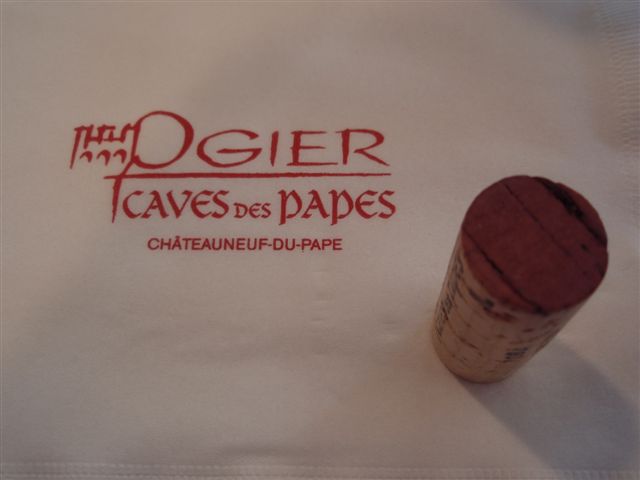 OGIER
CAVES DES PAPES
CHÂTEAUNEUF-DU-PAPE